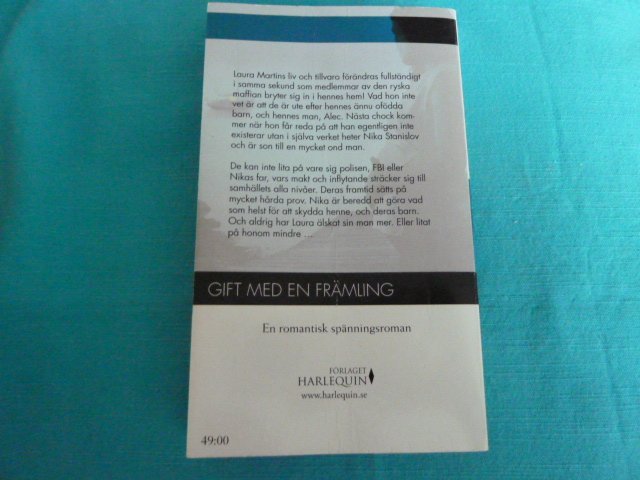 Laura Martins liv och tillvaro förändras fullständigt
i samma sekund som medlemmar av den ryska
maffian bryter sig in i hennes hem! Vad hon inte
vet är att de är ute efter hennes ännu ofödda
barn, och hennes man, Alec. Nästa chock kom-
mer när hon får reda på att han egentligen inte
existerar utan i själva verket heter Nika Stanislov
och är son till en mycket ond man.
De kan inte lita på vare sig polisen, FBI eller
Nikas far, vars makt och inflytande sträcker sig till
samhällets alla nivåer. Deras framtid sätts på
mycket hårda prov. Nika är beredd att göra vad
som helst för att skydda henne, och deras barn.
Och aldrig har Laura älskat sin man mer. Eller litat
på honom mindre ...
GIFT MED EN FRÄMLING
En romantisk spänningsroman
FÖRLAGET
HARLEQUIN
www.harlequin.se
49:00